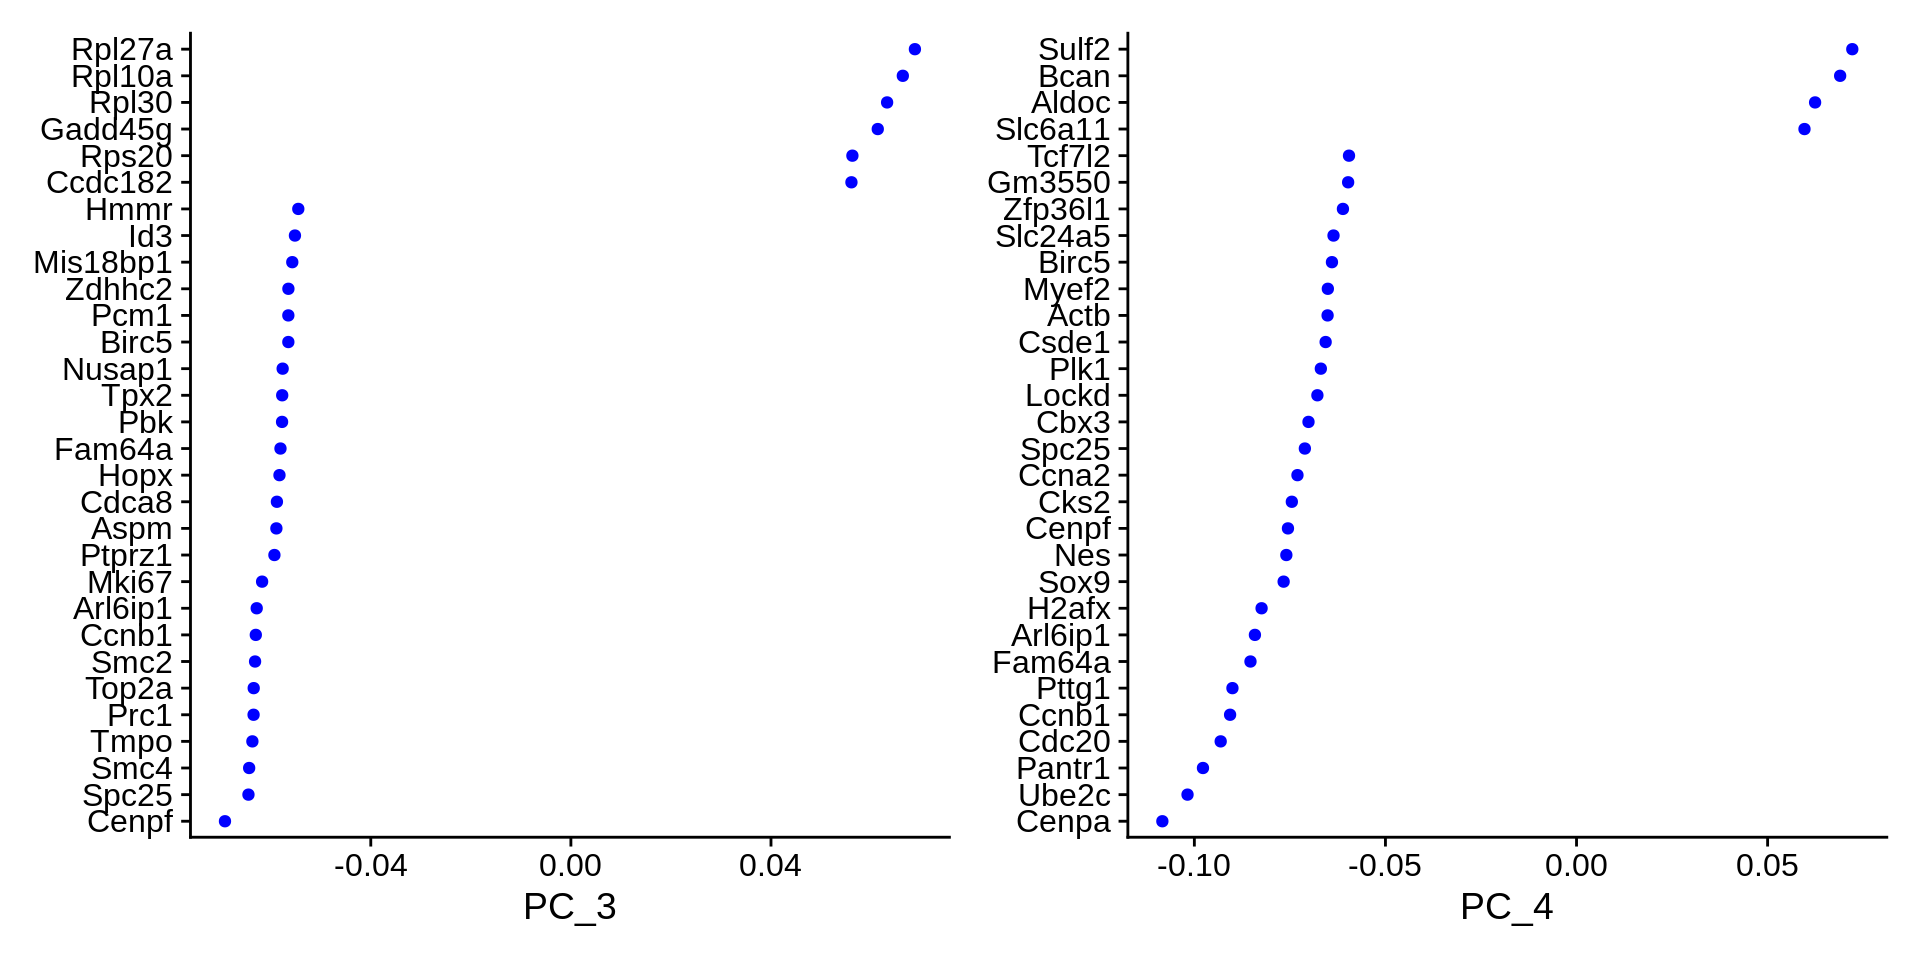 Rpl27a
Rpl10a
Rpl30
Gadd45g
Rps20
Ccdc182
Hmmr
Id3
Mis18bp1
Zdhhc2
Pcm1
Birc5
Nusap1
Tpx2
Pbk
Fam64a
Hopx
Cdca8
Aspm
Ptprz1
Mki67
Arl6ip1
Ccnb1
Smc2
Top2a
Prc1
Tmpo
Smc4
Spc25
Cenpf
-0.04 0.00 0.04
PC_3
Sulf2
Bcan
Aldoc
Slc6a11
Tcf7l2
Gm3550
Zfp36l1
Slc24a5
Birc5
Myef2
Actb
Csde1
Plk1
Lockd
Cbx3
Spc25
Ccna2
Cks2
Cenpf
Nes
Sox9
H2afx
Arl6ip1
Fam64a
Pttg1
Ccnb1
Cdc20
Pantr1
Ube2c
Cenpa
-0.10 -0.05 0.00 0.05
PC_4